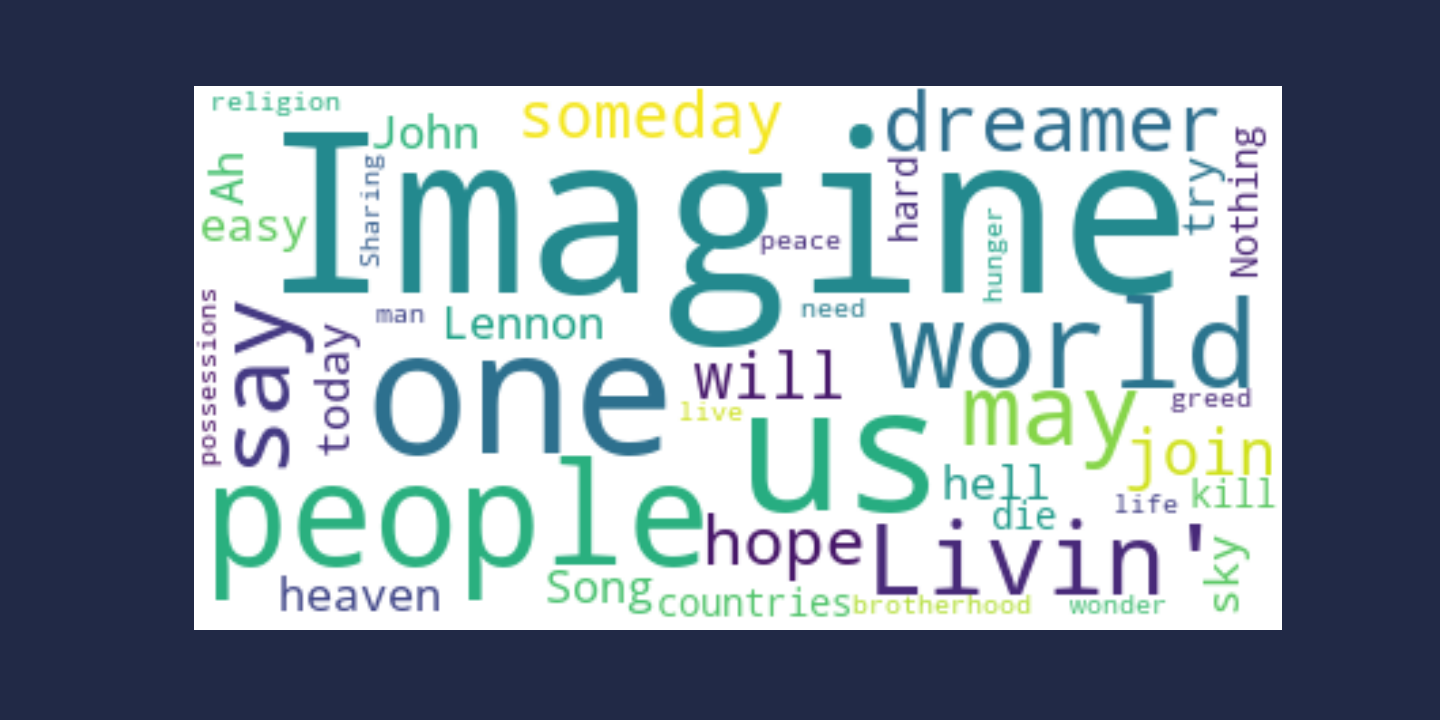 religion
John
someday
dreamer
Ah
Sharing
Imagine
hard
try
Nothing
easy
peace
hunger
possessions
say
today
man
Lennon
need
world
one
will
live
us
may
greed
join
people
hell
life
kill
die
hope
Livin'
sky
heaven
Song
countries
brotherhood
wonder